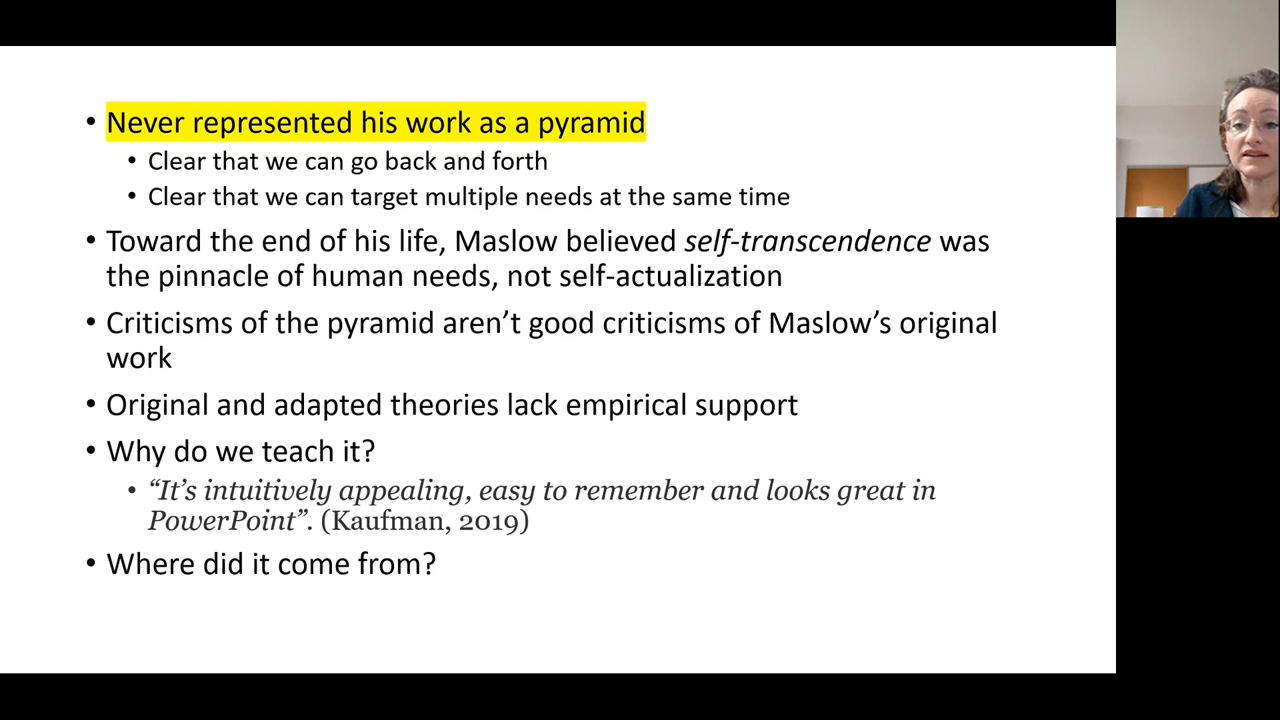 • Never represented his work as a pyramid
• Clear that we can go back and forth
• Clear that we can target multiple needs at the same time
• Toward the end of his life, Maslow believed self-transcendence was
the pinnacle of human needs, not self-actualization
• Criticisms of the pyramid aren’t good criticisms of Maslow’s original
work
• Original and adapted theories lack empirical support
• Why do we teach it?
• “It’s intuitively appealing, easy to remember and looks great in
PowerPoint”. (Kaufman, 2019)
• Where did it come from?